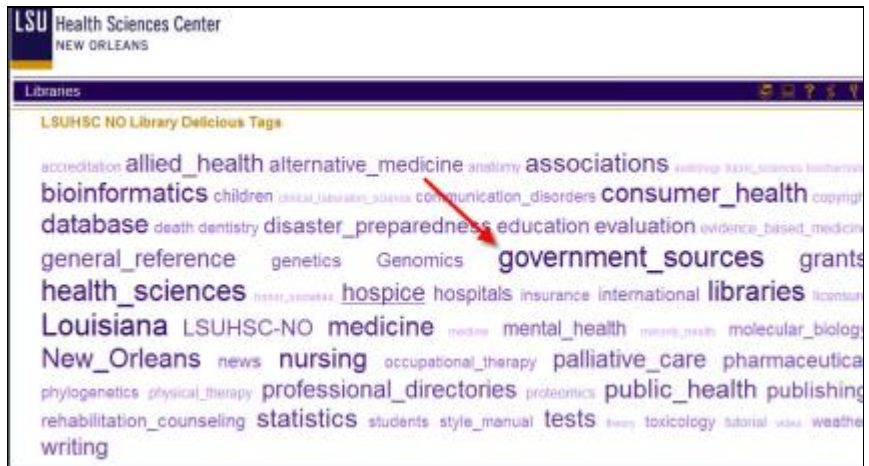 LSU Health Sciences Center
NEW ORLEANS
Libraries
LSUHSC NO Library Delicious Tags
accreditation allied_health alternative_medicine anatomy associations
bioinformatics children communication_disorders consumer_health copyrigh
database death dentistry disaster_preparedness education evaluation evidence_based_medicin
general_reference genetics Genomics government_sources grants
health_sciences hospice hospitals insurance international libraries licensur
Louisiana LSUHSC-NO medicine mental_health molecular_biolog
New_Orleans news nursing occupational_therapy palliative_care pharmaceutica
phylogenetics physical_therapy professional_directories proteomics public_health publishing
rehabilitation_counseling statistics students style_manual tests toxicology tutorial weathe
writing